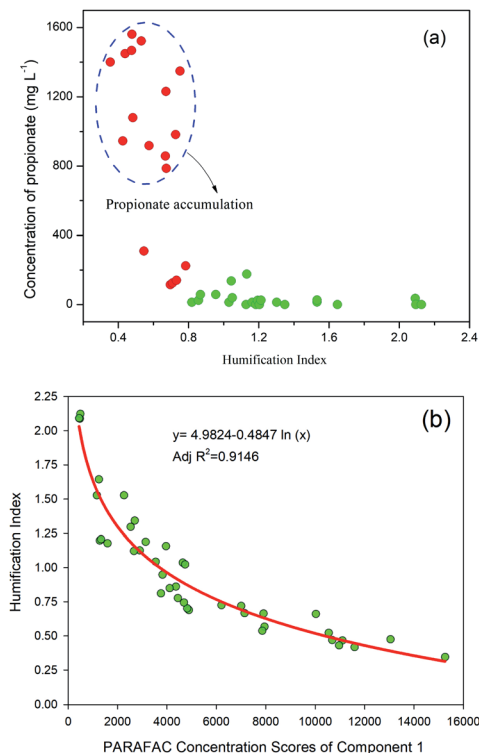 (a)
Concentration of propionate (mg L⁻¹)
1600
1200
800
400
0
Propionate accumulation
0.4 0.8 1.2 1.6 2.0 2.4
Humification Index
(b)
y= 4.9824-0.4847 ln (x)
Adj R²=0.9146
Humification Index
2.25
2.00
1.75
1.50
1.25
1.00
0.75
0.50
0.25
0.00
0 2000 4000 6000 8000 10000 12000 14000 16000
PARAFAC Concentration Scores of Component 1